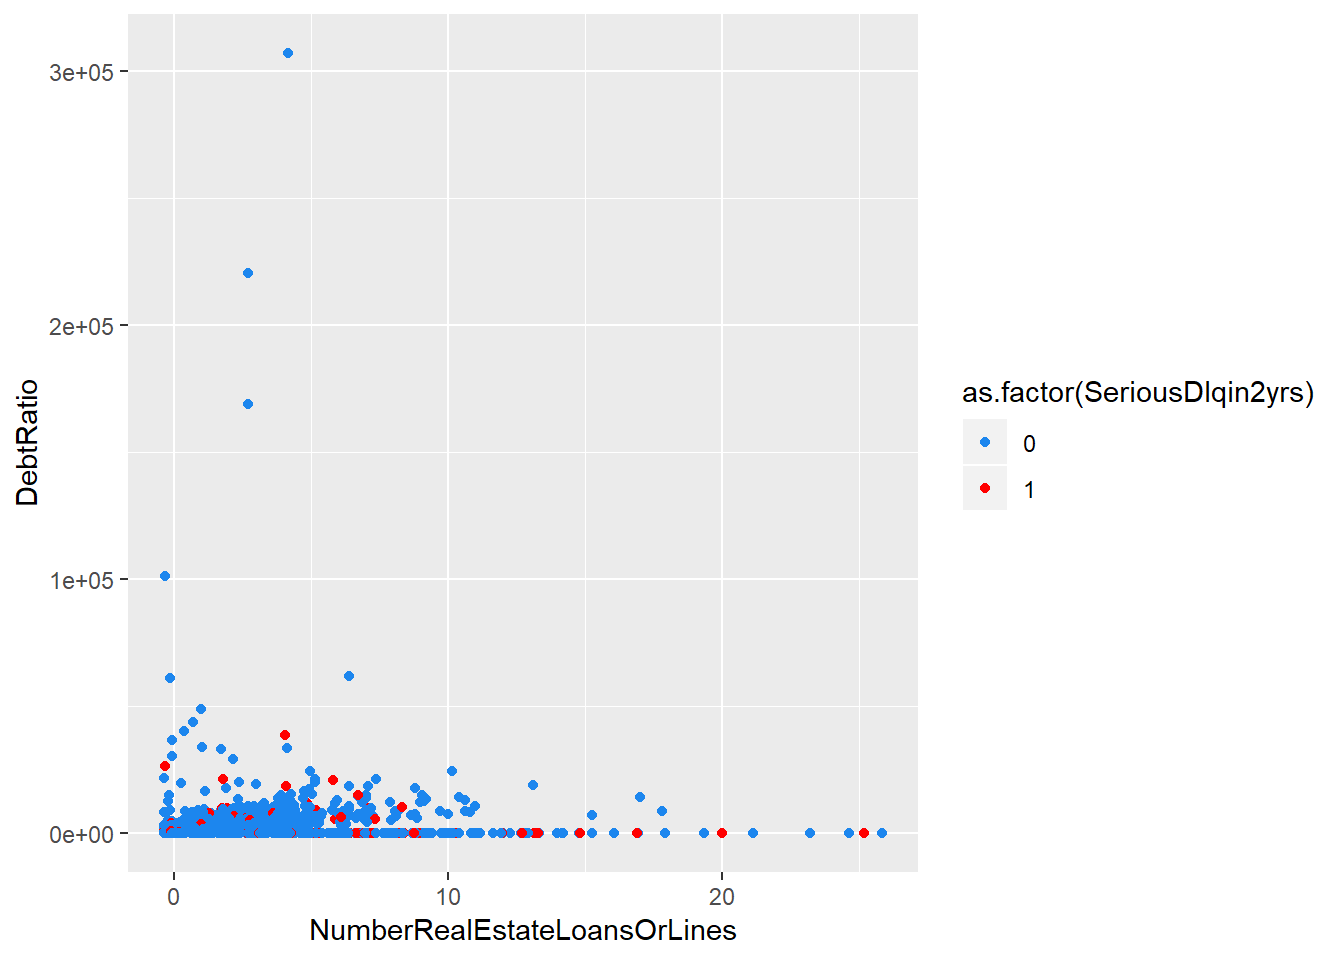 3e+05
2e+05
1e+05
0e+00
DebtRatio
0
10
20
NumberRealEstateLoansOrLines
as.factor(SeriousDlqin2yrs)
0
1